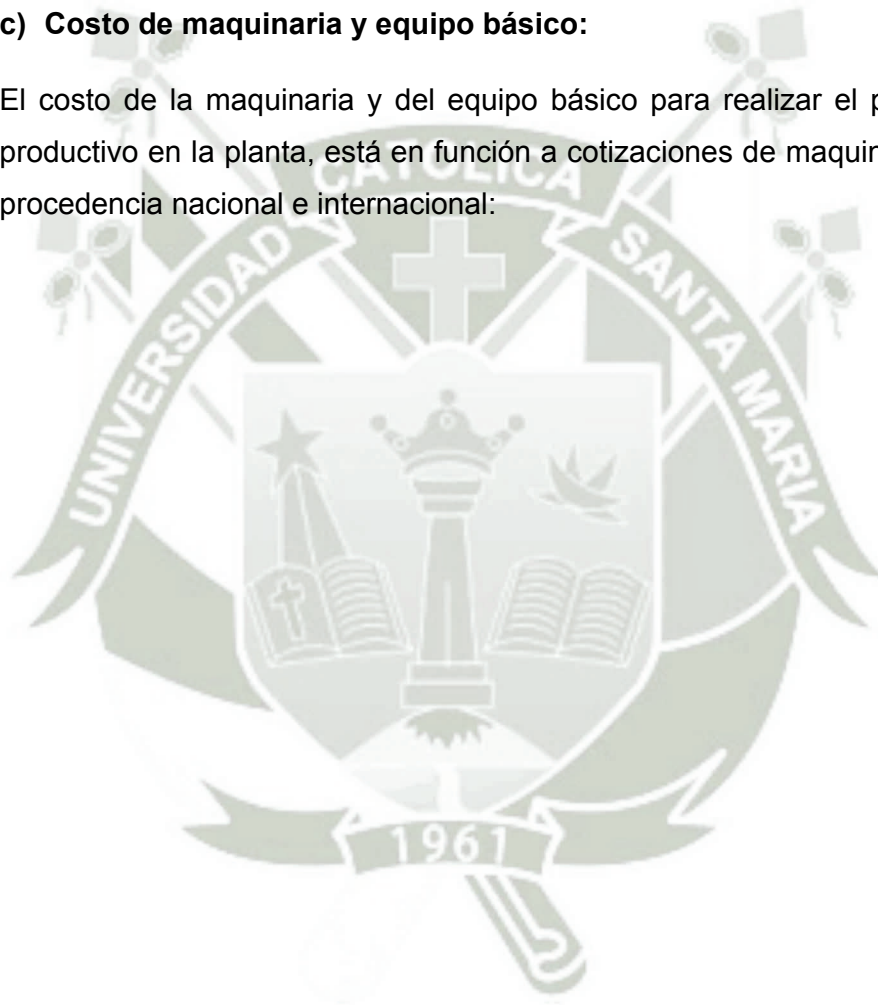 c) Costo de maquinaria y equipo básico:
El costo de la maquinaria y del equipo básico para realizar el p
productivo en la planta, está en función a cotizaciones de maquin
procedencia nacional e internacional:
CATOLICA
UNIVERSIDAD
SANTA MARIA
1961